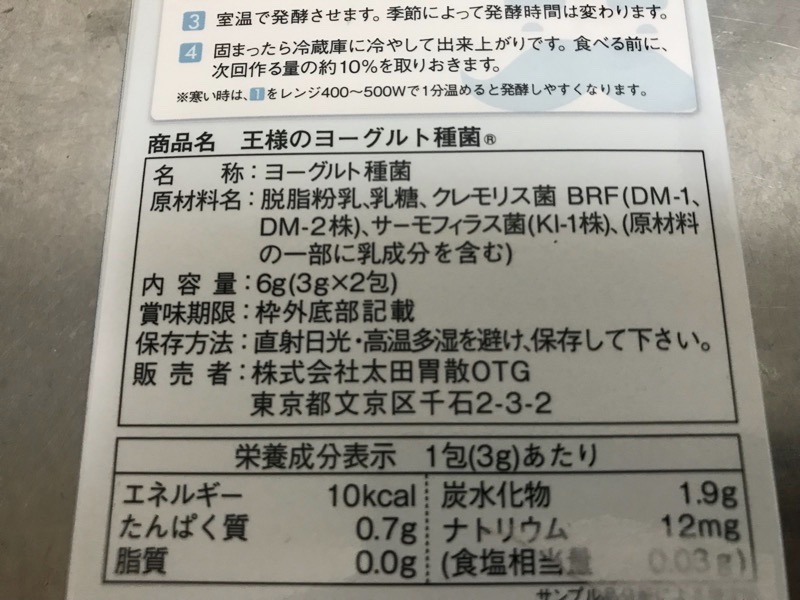 3 室温で発酵させます。季節によって発酵時間は変わります。
4 固まったら冷蔵庫に冷やして出来上がりです。食べる前に、
次回作る量の約10%を取りおきます。
※寒い時は、1をレンジ400〜500Wで1分温めると発酵しやすくなります。
商品名 王様のヨーグルト種菌®
名称：ヨーグルト種菌
原材料名：脱脂粉乳、乳糖、クレモリス菌 BRF(DM-1、
DM-2株)、サーモフィラス菌(KI-1株)、(原材料
の一部に乳成分を含む)
内容量：6g(3g×2包)
賞味期限：枠外底部記載
保存方法：直射日光・高温多湿を避け、保存して下さい。
販売者：株式会社太田胃散OTG
東京都文京区千石2-3-2
栄養成分表示 1包(3g)あたり
エネルギー 10kcal 炭水化物 1.9g
たんぱく質 0.7g ナトリウム 12mg
脂質 0.0g (食塩相当量 0.03g)